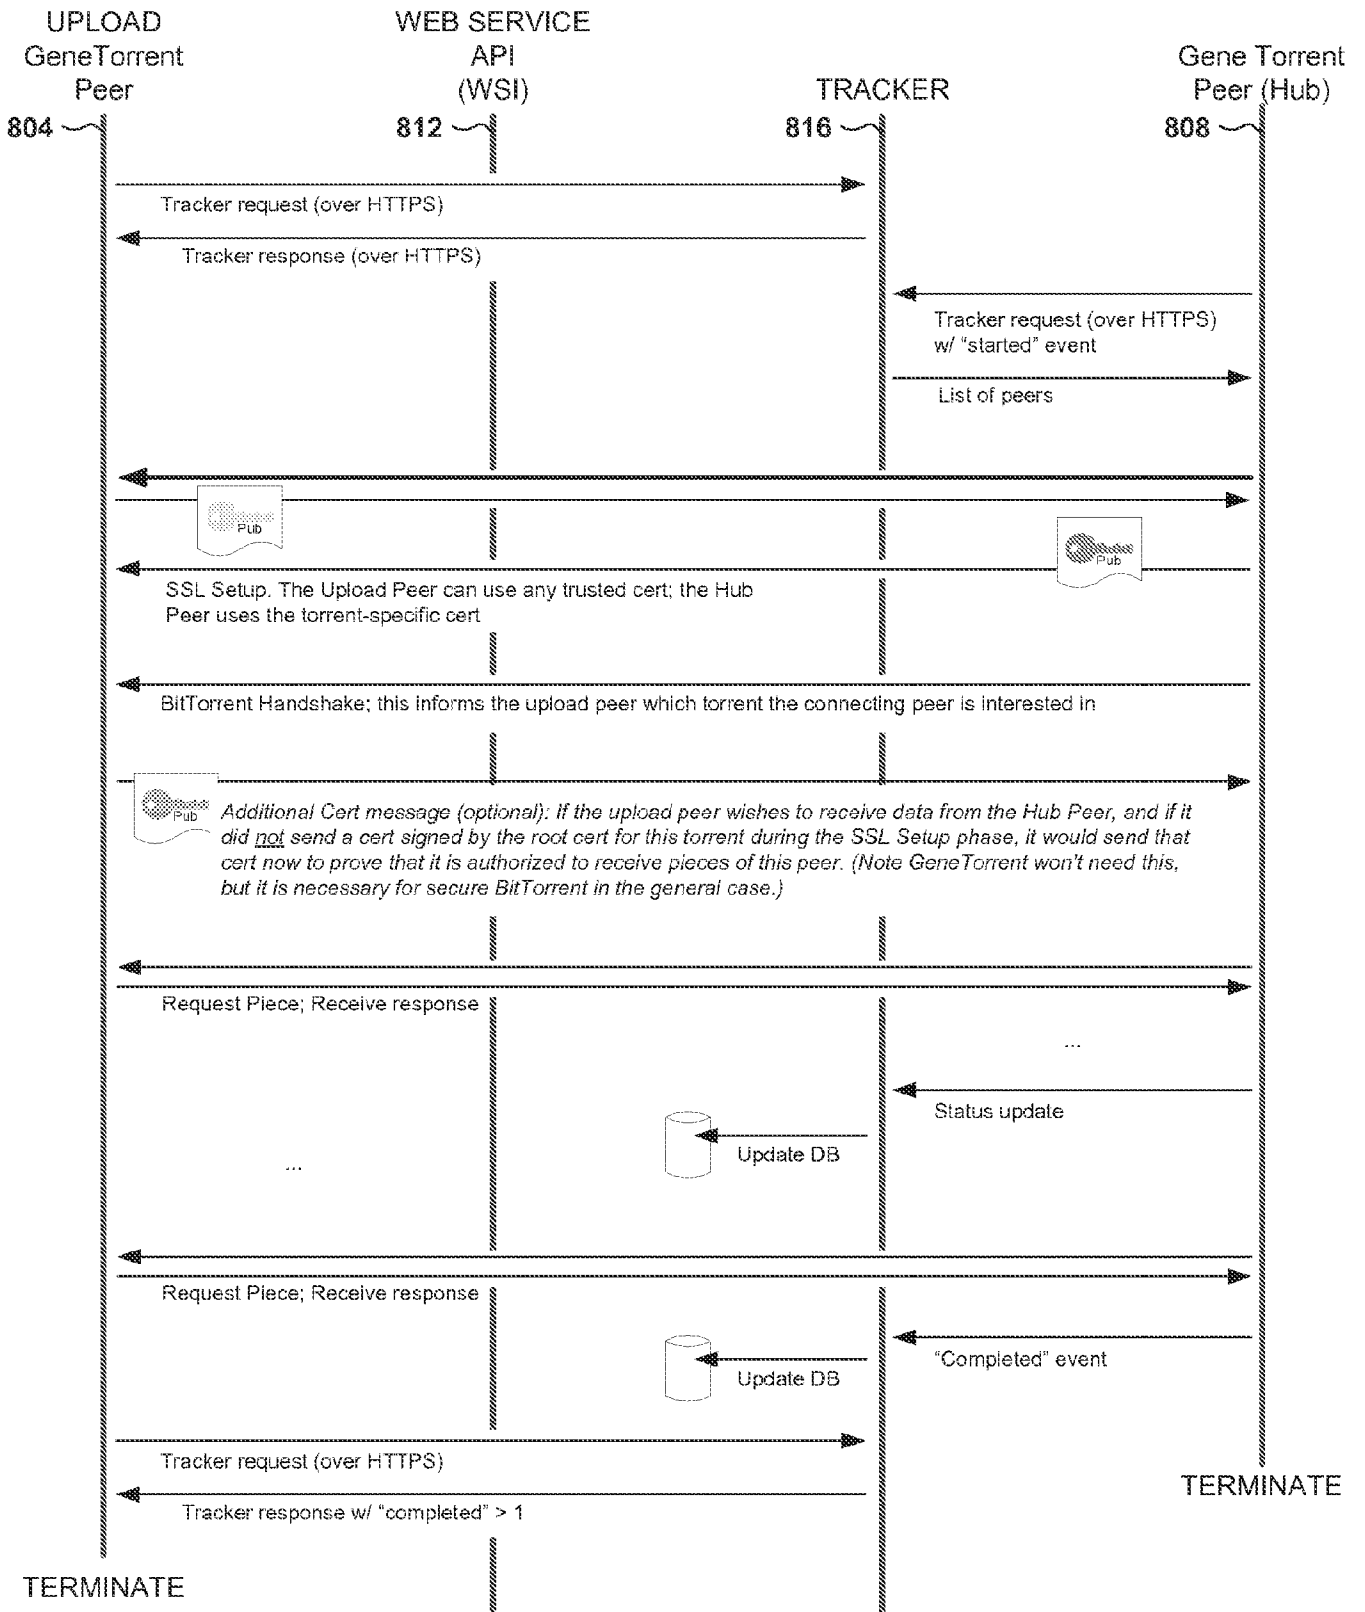 UPLOAD
GeneTorrent
Peer
WEB SERVICE
API
(WSI)
TRACKER
Gene Torrent
Peer (Hub)
804
812
816
808
Tracker request (over HTTPS)
Tracker response (over HTTPS)
Tracker request (over HTTPS)
w/ "started" event
List of peers
Pub
Pub
SSL Setup. The Upload Peer can use any trusted cert; the Hub
Peer uses the torrent-specific cert
BitTorrent Handshake; this informs the upload peer which torrent the connecting peer is interested in
Pub
Additional Cert message (optional): If the upload peer wishes to receive data from the Hub Peer, and if it
did not send a cert signed by the root cert for this torrent during the SSL Setup phase, it would send that
cert now to prove that it is authorized to receive pieces of this peer. (Note GeneTorrent won't need this,
but it is necessary for secure BitTorrent in the general case.)
Request Piece; Receive response
...
Status update
Update DB
...
Request Piece; Receive response
"Completed" event
Update DB
Tracker request (over HTTPS)
TERMINATE
Tracker response w/ "completed" > 1
TERMINATE